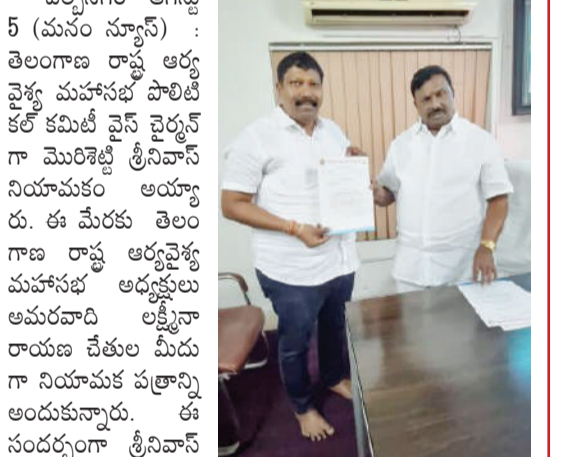 5 (మనం న్యూస్) :
తెలంగాణ రాష్ట్ర ఆర్య
వైశ్య మహాసభ పొలిటి
కల్ కమిటీ వైస్ చైర్మన్
గా మొరిశెట్టి శ్రీనివాస్
నియామకం అయ్యా
రు. ఈ మేరకు తెలం
గాణ రాష్ట్ర ఆర్యవైశ్య
మహాసభ అధ్యక్షులు
అమరవాది లక్ష్మీనా
రాయణ చేతుల మీదు
గా నియామక పత్రాన్ని
అందుకున్నారు. ఈ
సందర్భంగా శ్రీనివాస్